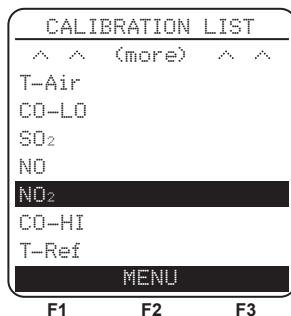 CALIBRATION LIST
^ ^ (more) ^ ^
T-Air
CO-LO
SO₂
NO
NO₂
CO-HI
T-Ref
MENU
F1 F2 F3